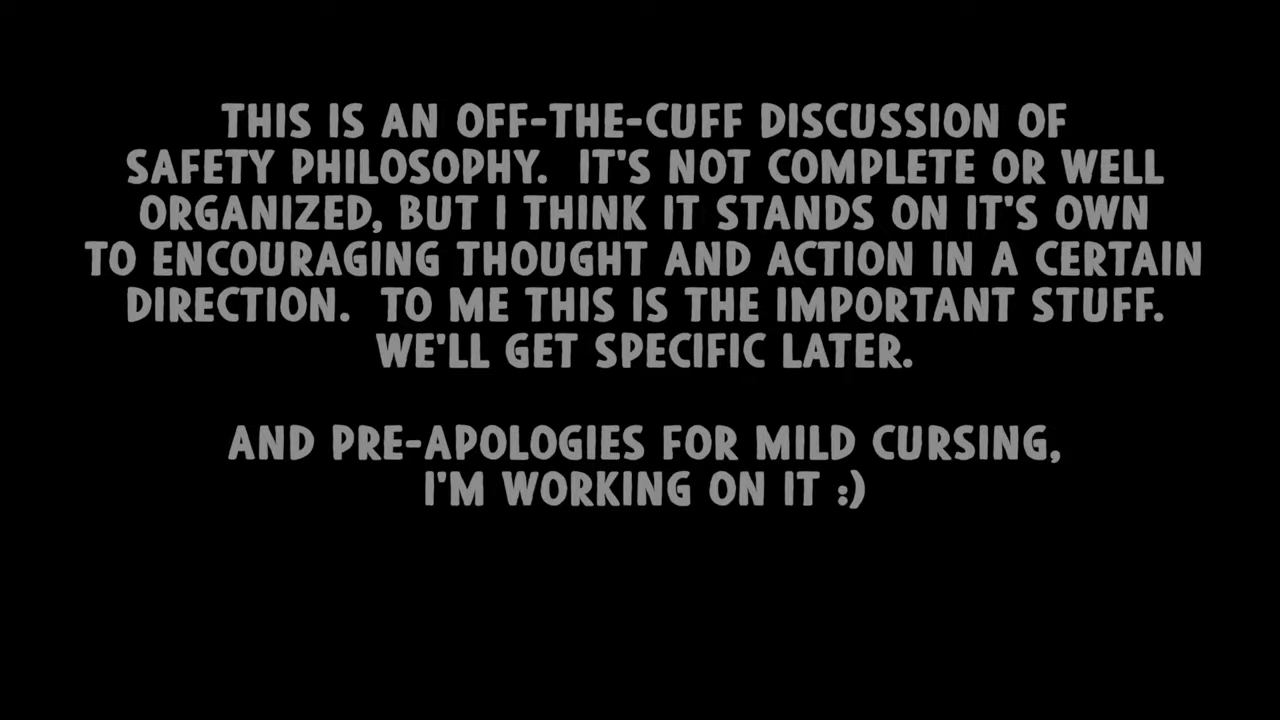 THIS IS AN OFF-THE-CUFF DISCUSSION OF
SAFETY PHILOSOPHY. IT'S NOT COMPLETE OR WELL
ORGANIZED, BUT I THINK IT STANDS ON IT'S OWN
TO ENCOURAGING THOUGHT AND ACTION IN A CERTAIN
DIRECTION. TO ME THIS IS THE IMPORTANT STUFF.
WE'LL GET SPECIFIC LATER.
AND PRE-APOLOGIES FOR MILD CURSING,
I'M WORKING ON IT :)